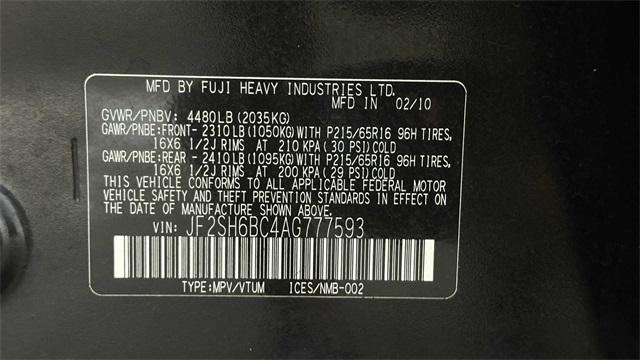 MFD BY FUJI HEAVY INDUSTRIES LTD.
MFD IN 02/10
GVWR/PNBV: 4480LB(2035KG)
GAWR/PNBE:FRONT- 2310LB(1050KG)WITH P215/65R16 96H TIRES,
16X6 1/2J RIMS AT 210 KPA(30 PSI)COLD
GAWR/PNBE:REAR - 2410LB(1095KG)WITH P215/65R16 96H TIRES,
16X6 1/2J RIMS AT 200 KPA(29 PSI)COLD
THIS VEHICLE CONFORMS TO ALL APPLICABLE FEDERAL MOTOR
VEHICLE SAFETY AND THEFT PREVENTION STANDARDS IN EFFECT ON THE
DATE OF MANUFACTURE SHOWN ABOVE.
VIN: JF2SH6BC4AG777593
TYPE:MPV/VTUM ICES/NMB-002